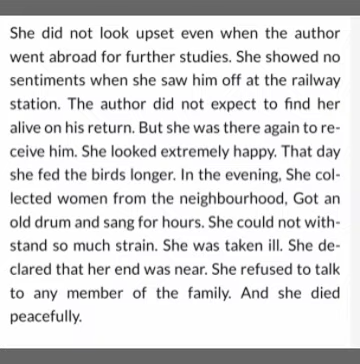 She did not look upset even when the author
went abroad for further studies. She showed no
sentiments when she saw him off at the railway
station. The author did not expect to find her
alive on his return. But she was there again to re-
ceive him. She looked extremely happy. That day
she fed the birds longer. In the evening, She col-
lected women from the neighbourhood, Got an
old drum and sang for hours. She could not with-
stand so much strain. She was taken ill. She de-
clared that her end was near. She refused to talk
to any member of the family. And she died
peacefully.